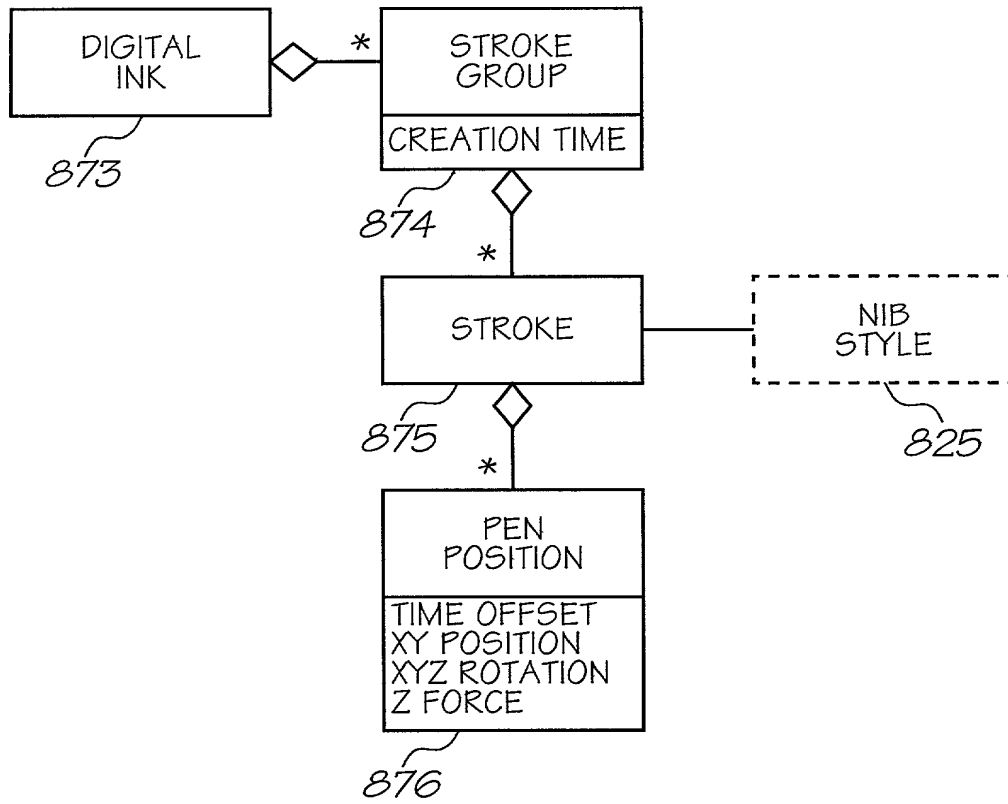 DIGITAL
INK
*
STROKE
GROUP
CREATION TIME
873
874
*
STROKE
NIB
STYLE
875
825
*
PEN
POSITION
TIME OFFSET
XY POSITION
XYZ ROTATION
Z FORCE
876